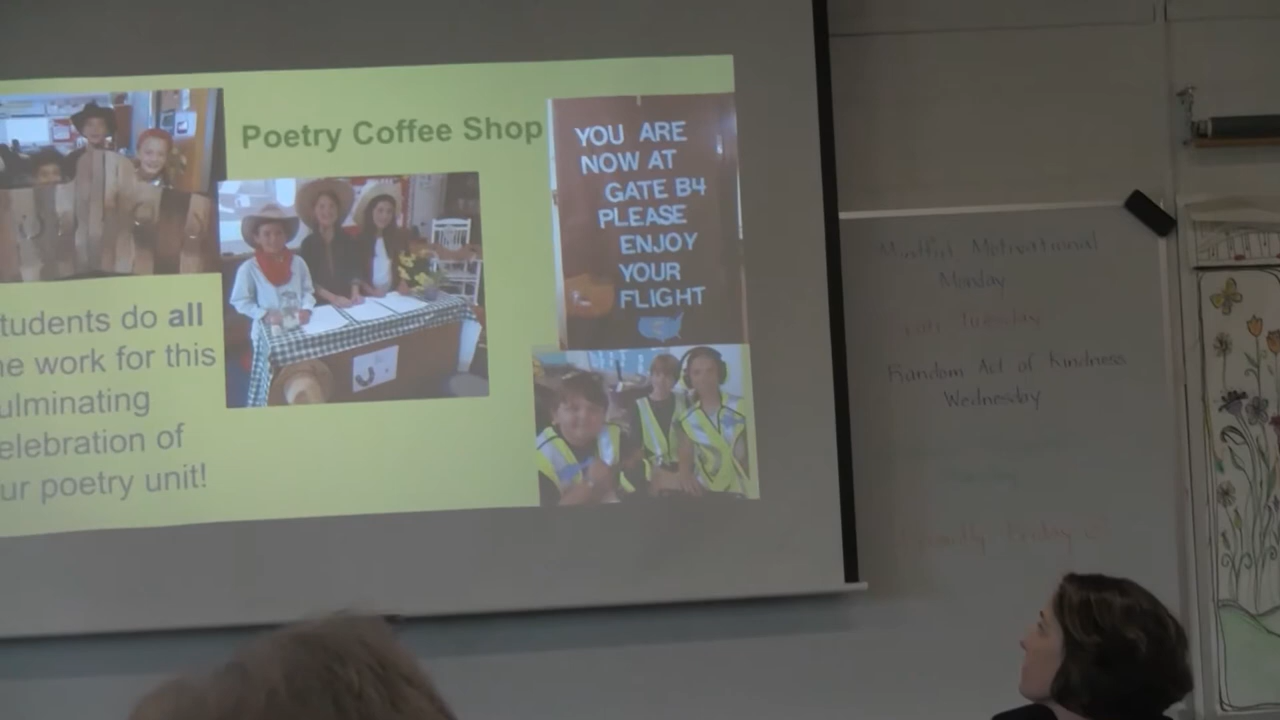 Poetry Coffee Shop
tudents do all
e work for this
ulminating
elebration of
ur poetry unit!
YOU ARE
NOW AT
GATE B4
PLEASE
ENJOY
YOUR
FLIGHT
Mindful Motivational
Monday
Tuesday
Random Act of Kindness
Wednesday
Friday